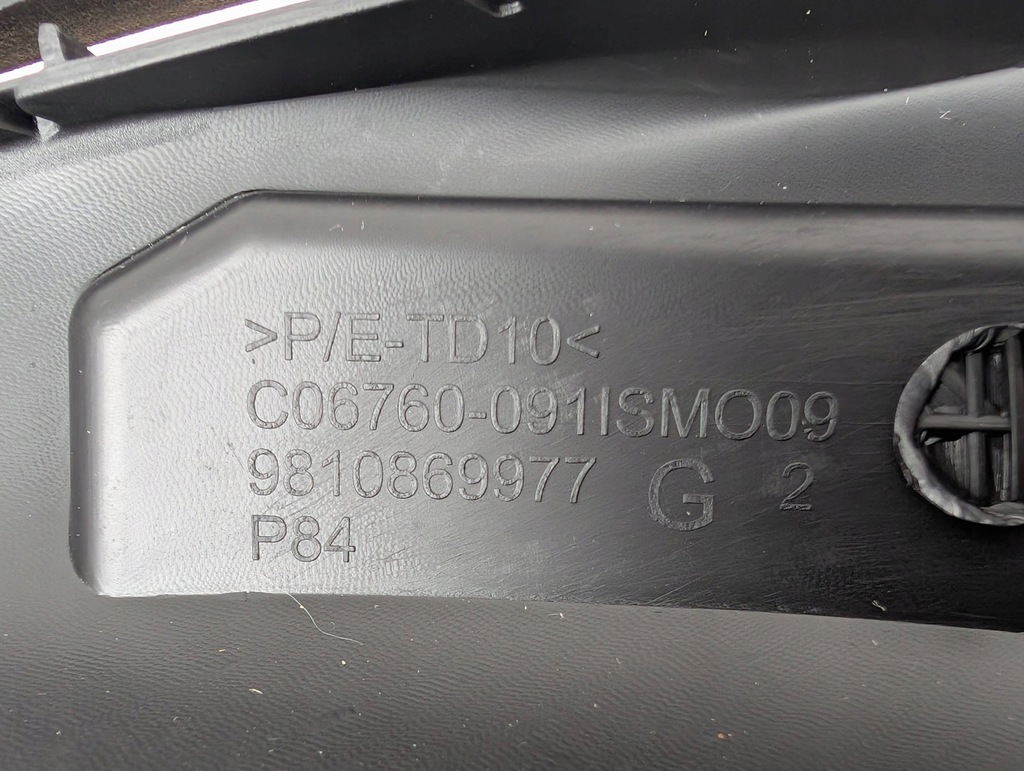 >P/E-TD10<
C06760-091ISMO09
9810869977 G 2
P84